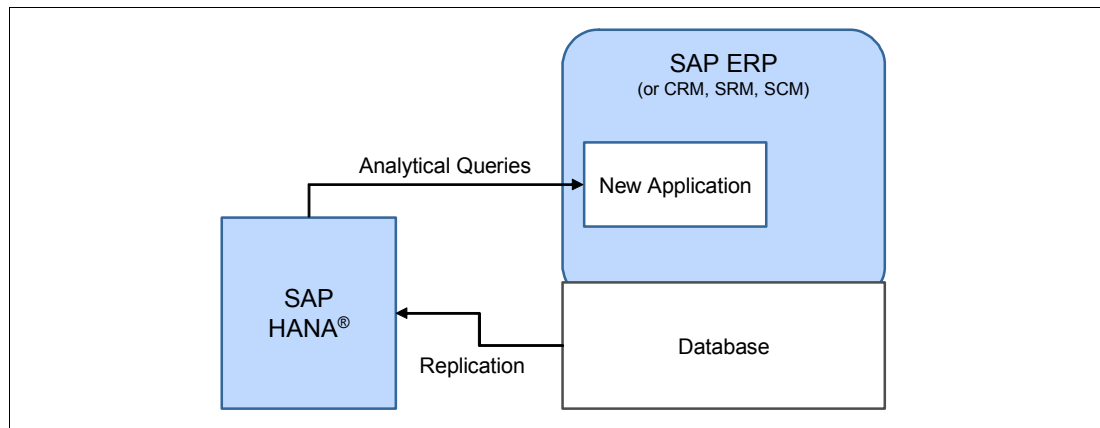 SAP ERP
(or CRM, SRM, SCM)
Analytical Queries
New Application
SAP
HANA®
Database
Replication